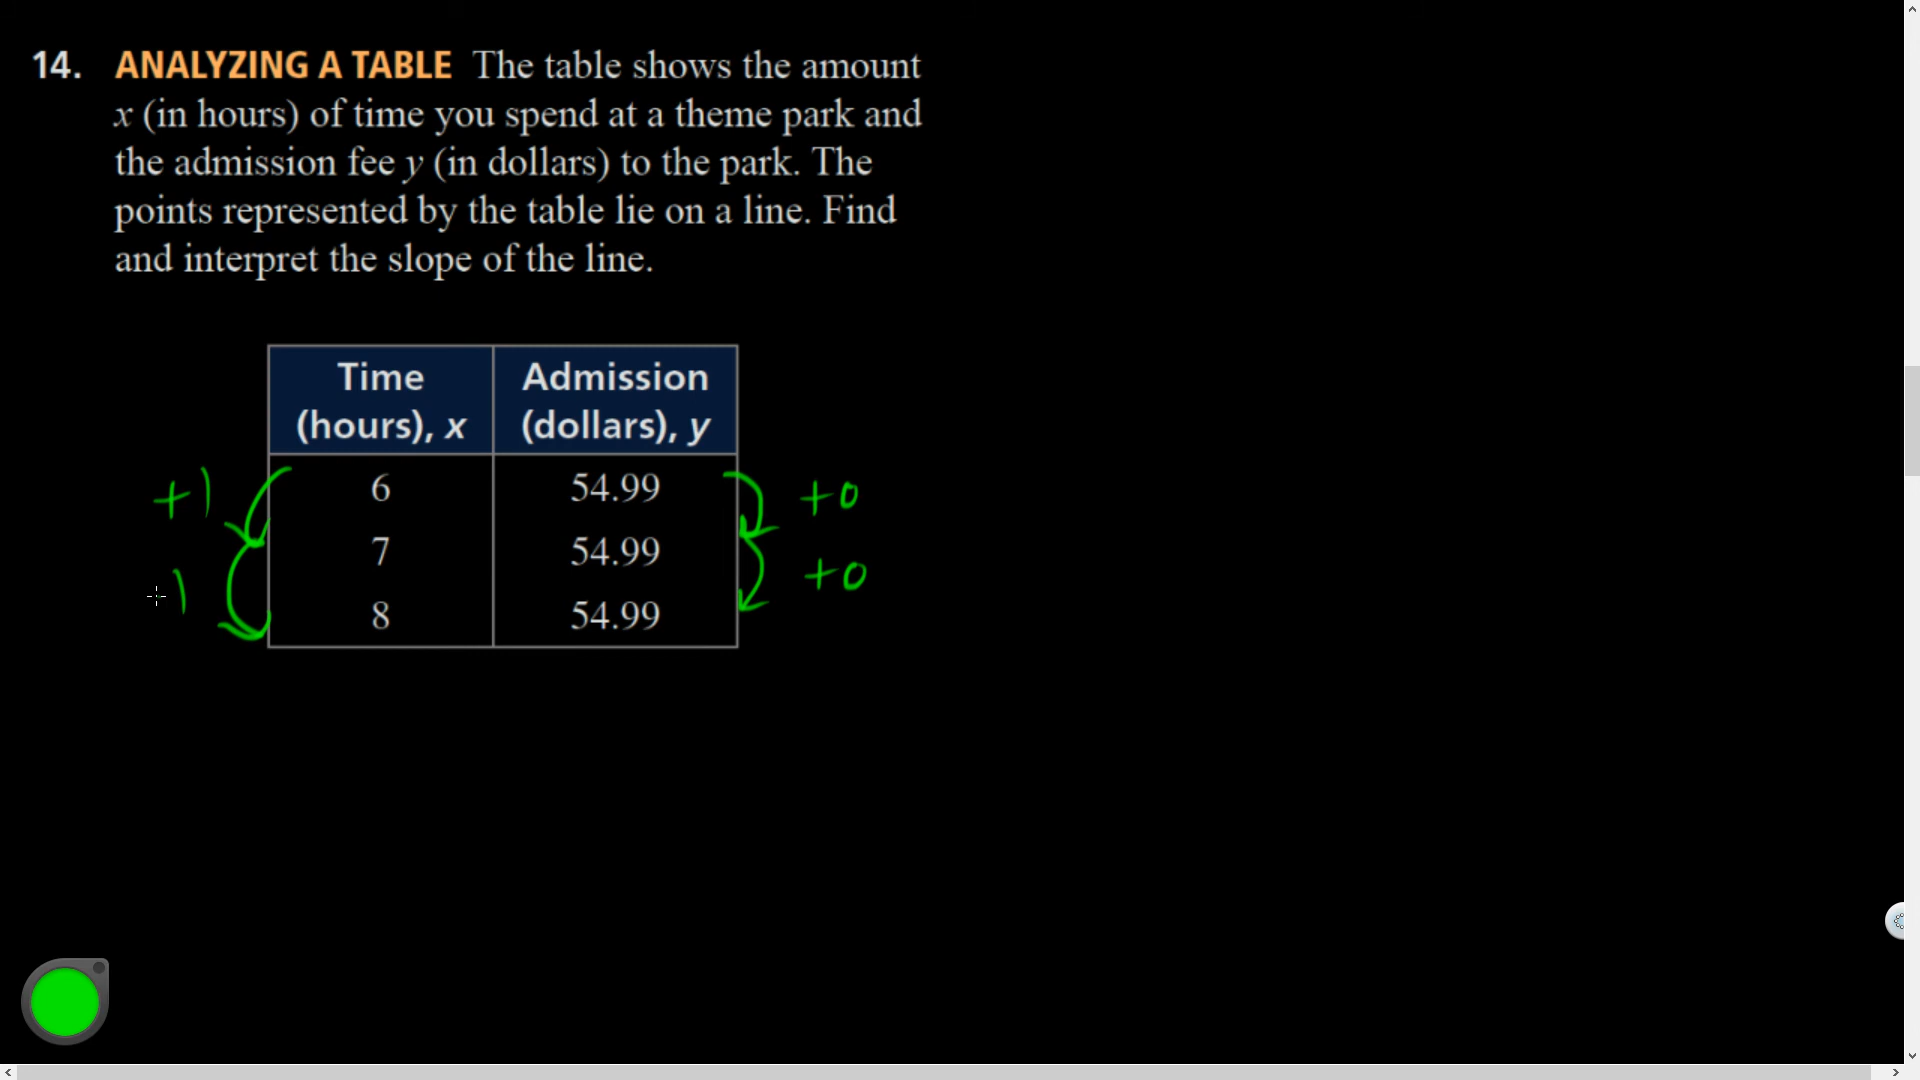 14. ANALYZING A TABLE The table shows the amount
x (in hours) of time you spend at a theme park and
the admission fee y (in dollars) to the park. The
points represented by the table lie on a line. Find
and interpret the slope of the line.
Time (hours), x Admission (dollars), y
6 54.99
+1 +0
7 54.99
1 +0
8 54.99